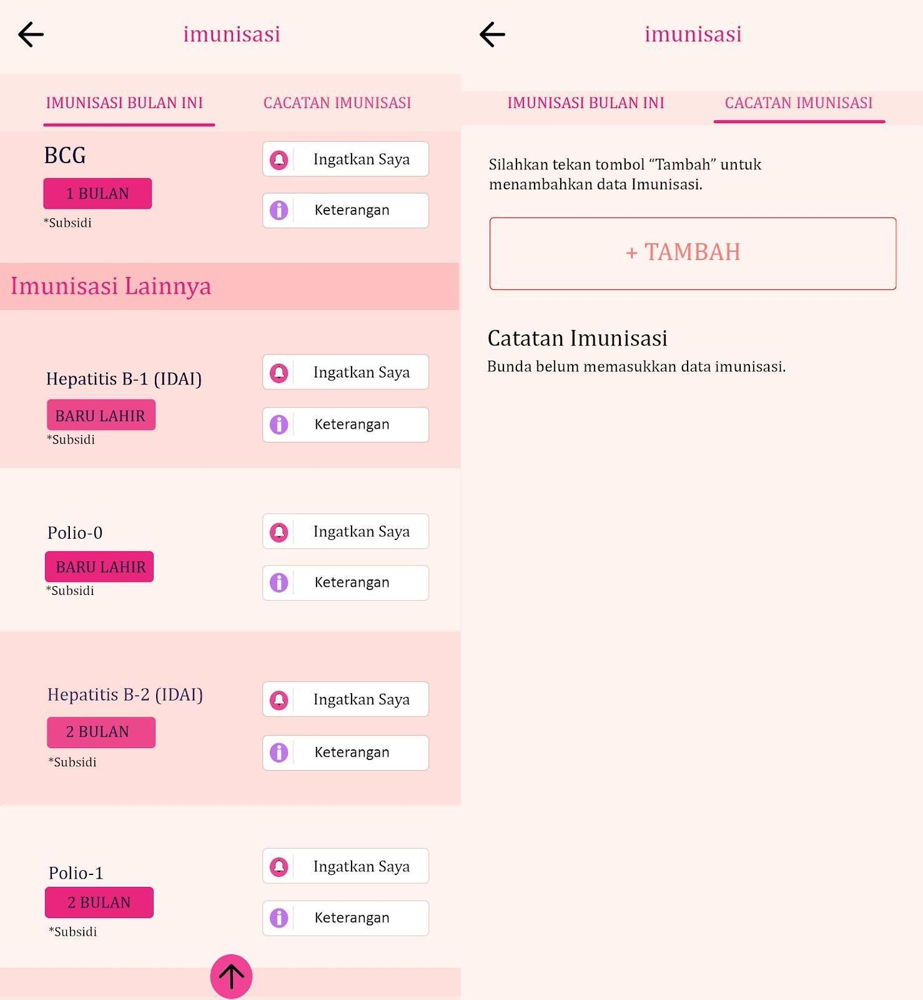 imunisasi
IMUNISASI BULAN INI
CACATAN IMUNISASI
BCG
1 BULAN
*Subsidi
Ingatkan Saya
Keterangan
Imunisasi Lainnya
Hepatitis B-1 (IDAI)
BARU LAHIR
*Subsidi
Ingatkan Saya
Keterangan
Polio-0
BARU LAHIR
*Subsidi
Ingatkan Saya
Keterangan
Hepatitis B-2 (IDAI)
2 BULAN
*Subsidi
Ingatkan Saya
Keterangan
Polio-1
2 BULAN
*Subsidi
Ingatkan Saya
Keterangan
imunisasi
IMUNISASI BULAN INI
CACATAN IMUNISASI
Silahkan tekan tombol “Tambah” untuk
menambahkan data Imunisasi.
+ TAMBAH
Catatan Imunisasi
Bunda belum memasukkan data imunisasi.